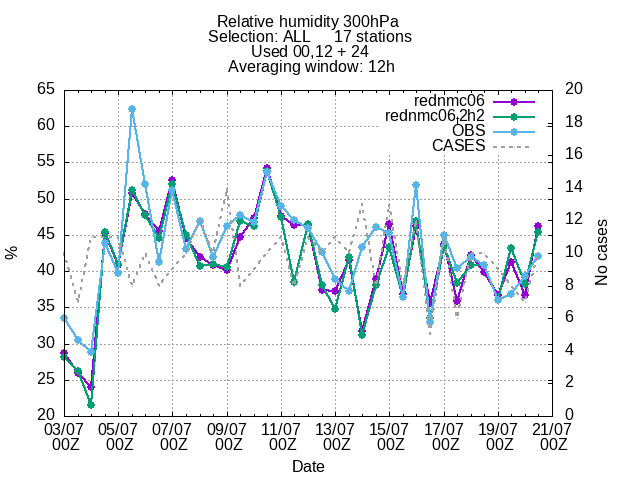 Relative humidity 300hPa
Selection: ALL     17 stations
Used 00,12 + 24
Averaging window: 12h
rednmc06
rednmc06,2h2
OBS
CASES
65
60
55
50
45
40
35
30
25
20
%
20
18
16
14
12
10
8
6
4
2
0
No cases
03/07 05/07 07/07 09/07 11/07 13/07 15/07 17/07 19/07 21/07
00Z 00Z 00Z 00Z 00Z 00Z 00Z 00Z 00Z 00Z
Date